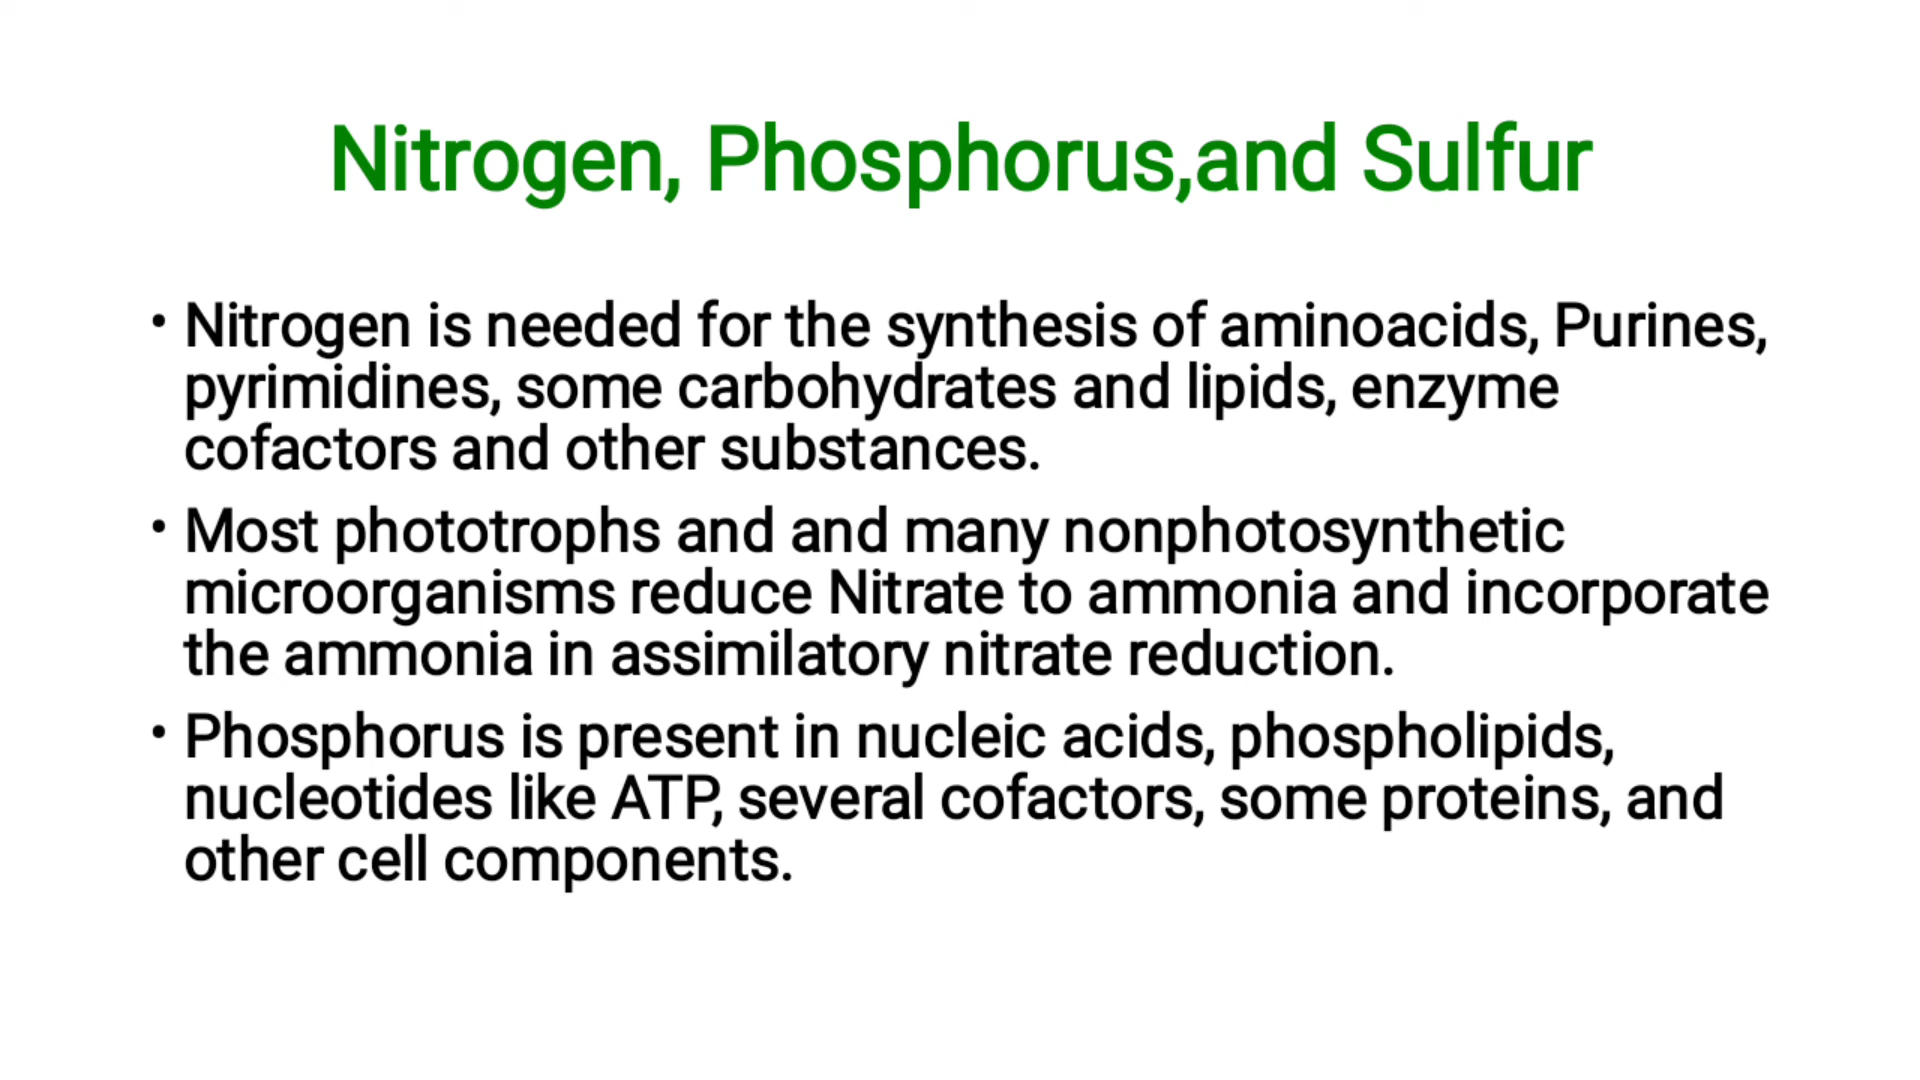 Nitrogen, Phosphorus,and Sulfur
• Nitrogen is needed for the synthesis of aminoacids, Purines,
pyrimidines, some carbohydrates and lipids, enzyme
cofactors and other substances.
• Most phototrophs and and many nonphotosynthetic
microorganisms reduce Nitrate to ammonia and incorporate
the ammonia in assimilatory nitrate reduction.
• Phosphorus is present in nucleic acids, phospholipids,
nucleotides like ATP, several cofactors, some proteins, and
other cell components.